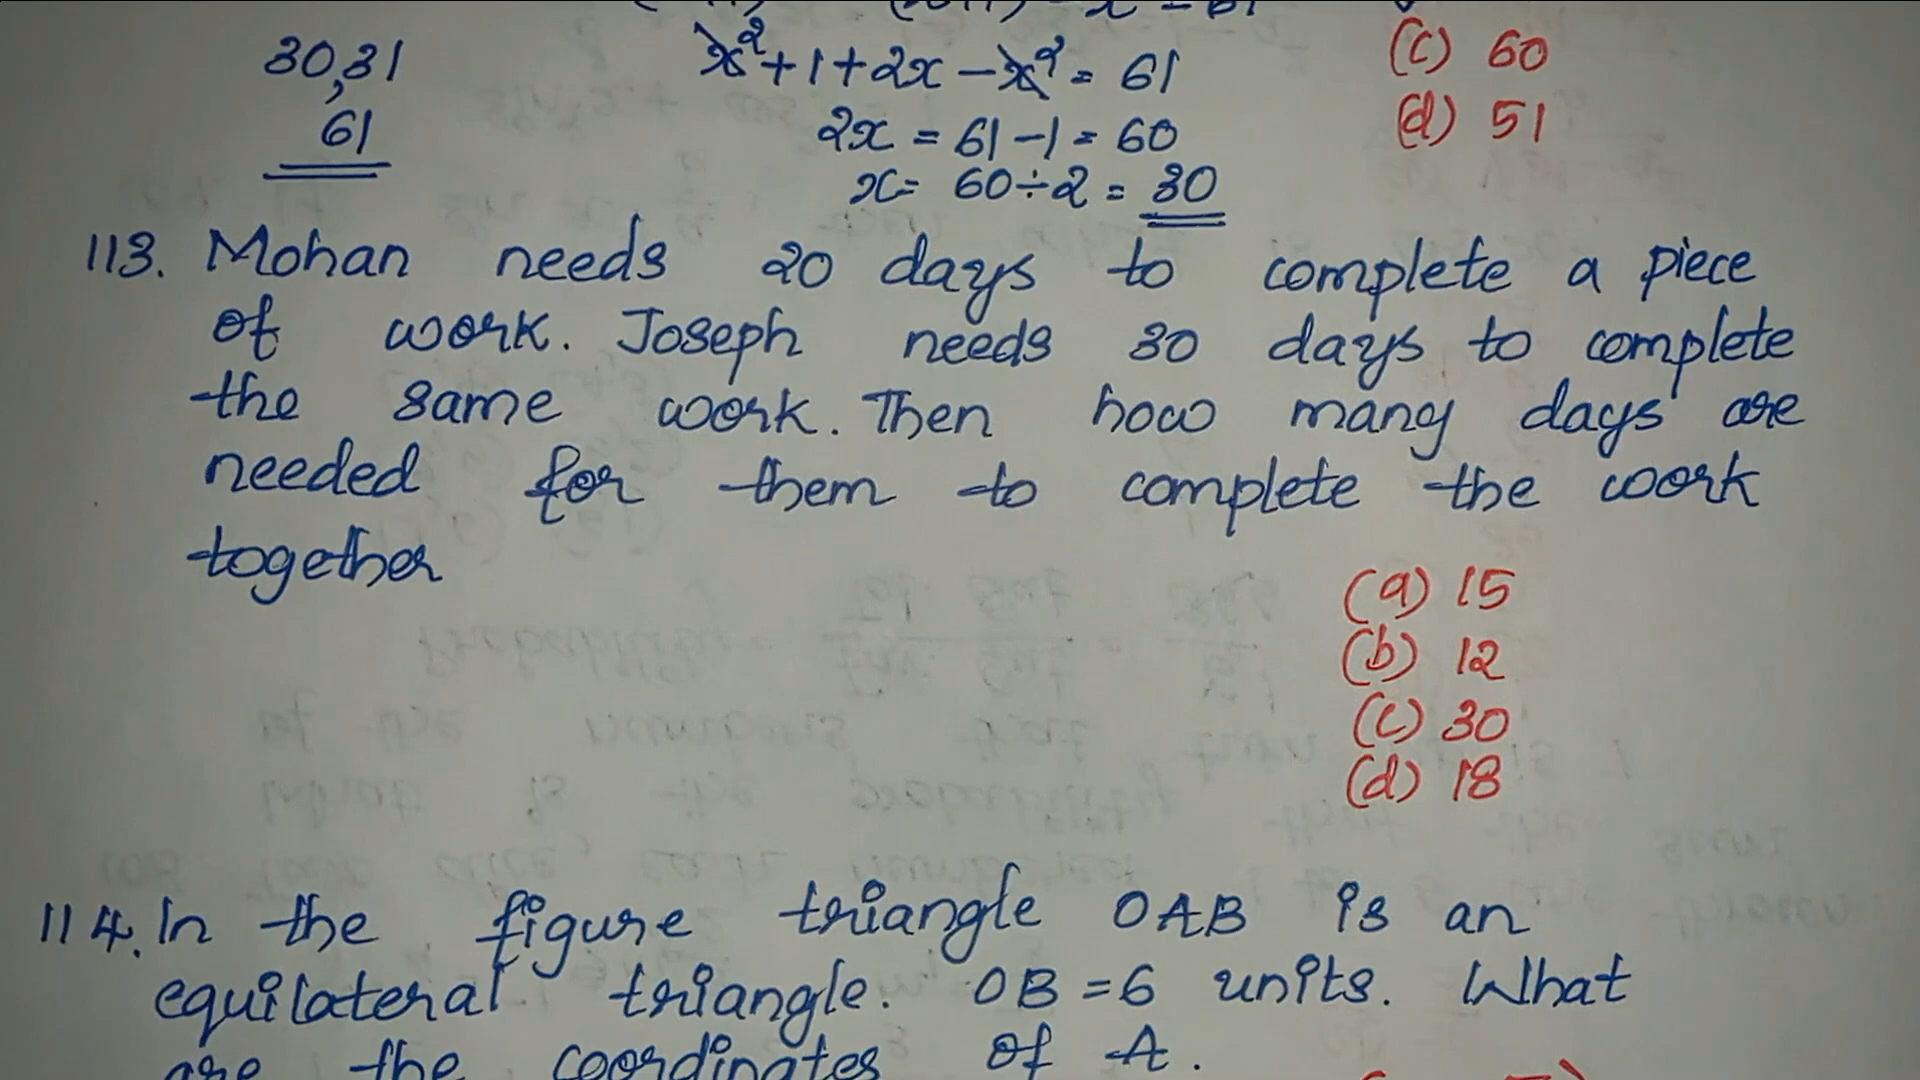 30,31
61
x²+1+2x-x²= 61
2x = 61-1= 60
x= 60÷2 = 30
(c) 60
(d) 51
113. Mohan needs 20 days to complete a piece
of work. Joseph needs 30 days to complete
the same work. Then how many days are
needed for them to complete the work
together
(a) 15
(b) 12
(c) 30
(d) 18
114. In the figure triangle OAB is an
equilateral triangle. OB = 6 units. What
are the coordinates of A.